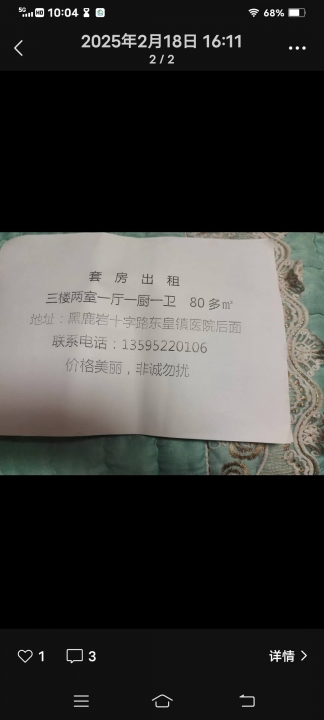 5G HD 10:04 68%
2025年2月18日 16:11
2 / 2
套房出租
三楼两室一厅一厨一卫 80多㎡
地址：黑鹿岩十字路东皇镇医院后面
联系电话：13595220106
价格美丽，非诚勿扰
1 3 详情